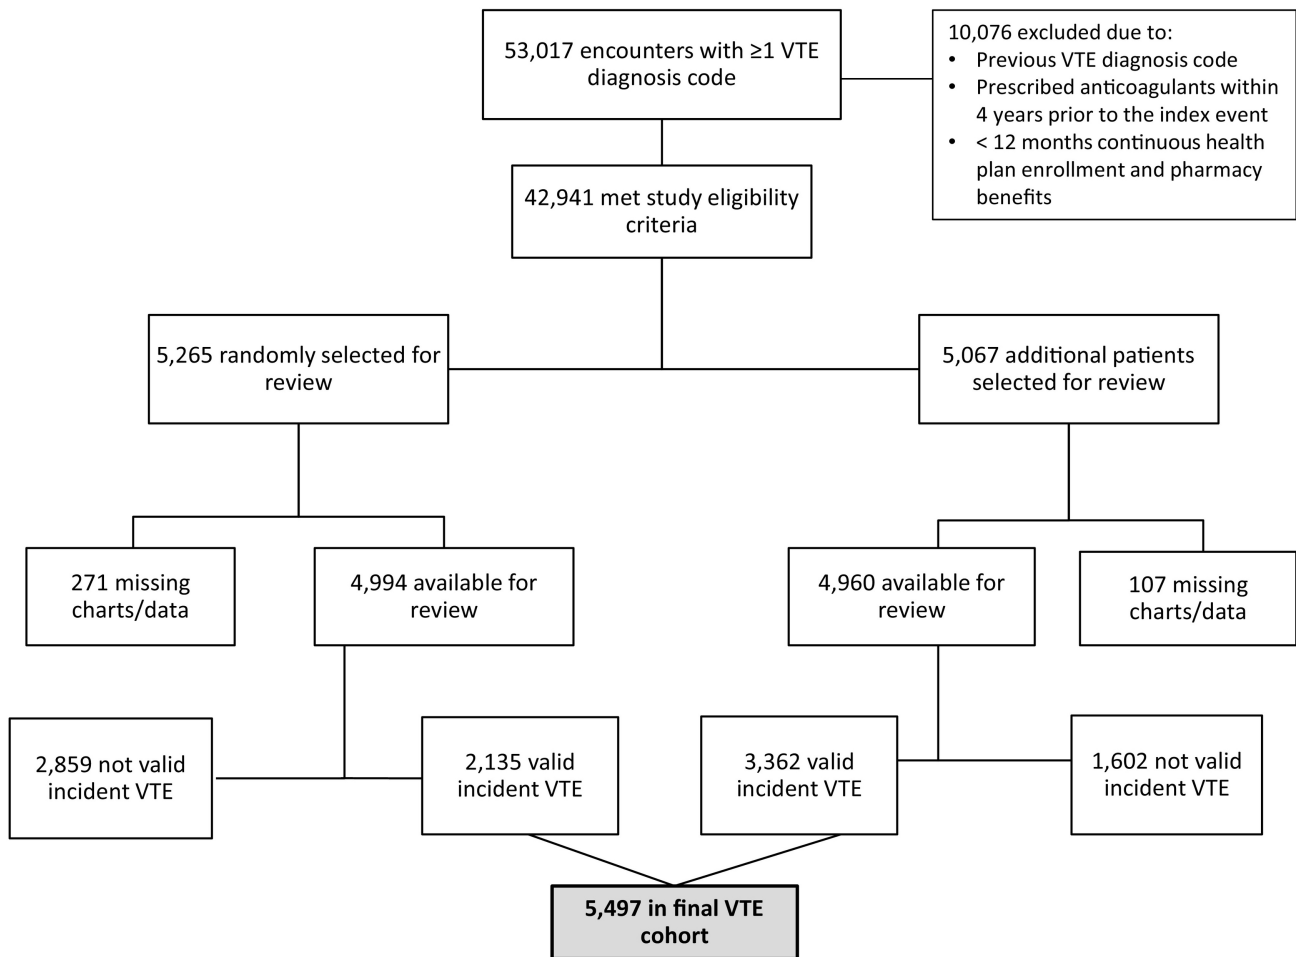 53,017 encounters with ≥1 VTE
diagnosis code
10,076 excluded due to:
• Previous VTE diagnosis code
• Prescribed anticoagulants within
4 years prior to the index event
• < 12 months continuous health
plan enrollment and pharmacy
benefits
42,941 met study eligibility
criteria
5,265 randomly selected for
review
5,067 additional patients
selected for review
271 missing
charts/data
4,994 available for
review
4,960 available for
review
107 missing
charts/data
2,859 not valid
incident VTE
2,135 valid
incident VTE
3,362 valid
incident VTE
1,602 not valid
incident VTE
5,497 in final VTE
cohort